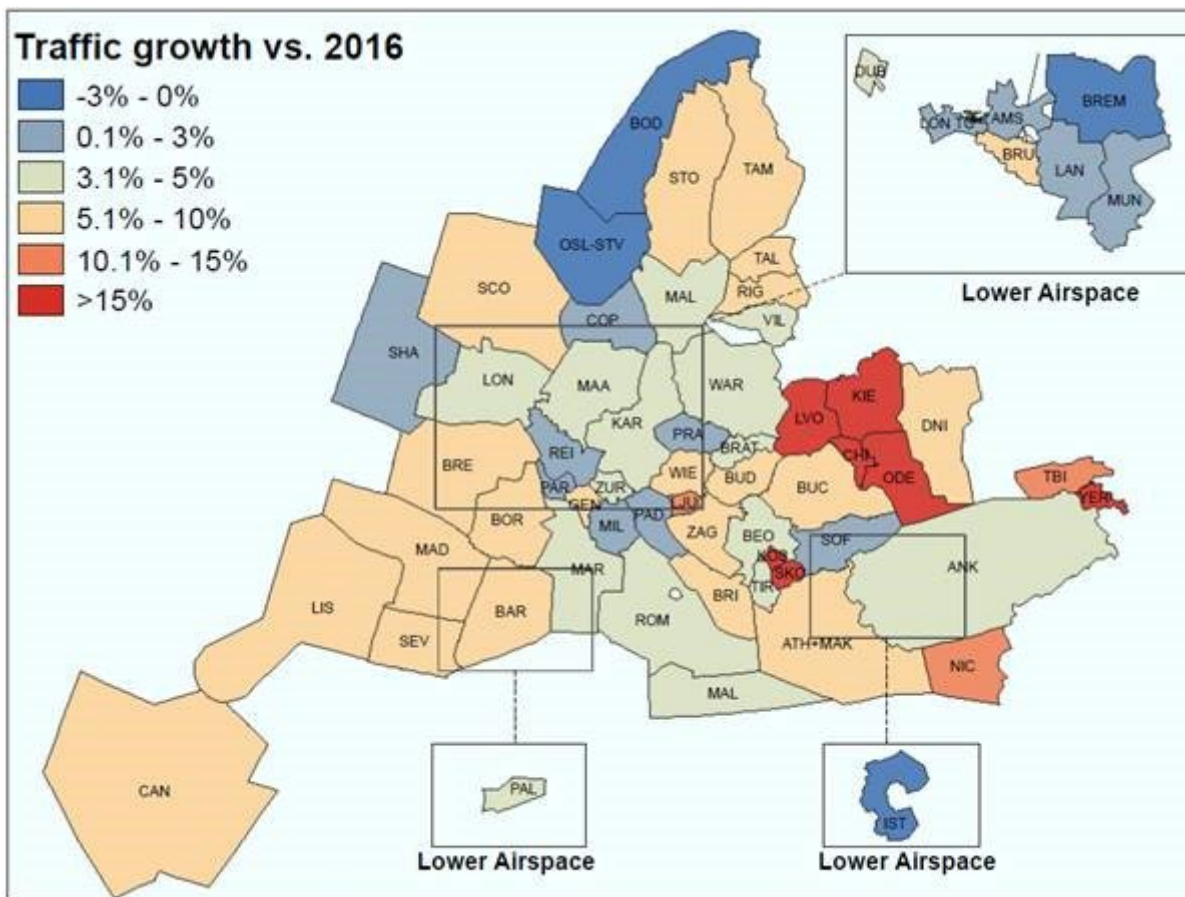 Traffic growth vs. 2016
-3% - 0%
0.1% - 3%
3.1% - 5%
5.1% - 10%
10.1% - 15%
>15%
DUB
LON TC
AMS
BREM
BRU
LAN
MUN
Lower Airspace
BOD
STO
TAM
OSL-STV
TAL
SCO
MAL
RIG
COP
VIL
SHA
LON
MAA
WAR
KIE
LVO
DNI
KAR
PRA
BRAT
CHI
REI
BRE
WIE
BUD
ODE
TBI
PAR
ZUR
BUC
YER
GEN
LJU
BOR
MIL
PAD
ZAG
BEO
SOF
MAD
MAR
KOS
SKO
ANK
TIR
LIS
BAR
BRI
ROM
SEV
ATH+MAK
NIC
MAL
CAN
PAL
IST
Lower Airspace
Lower Airspace